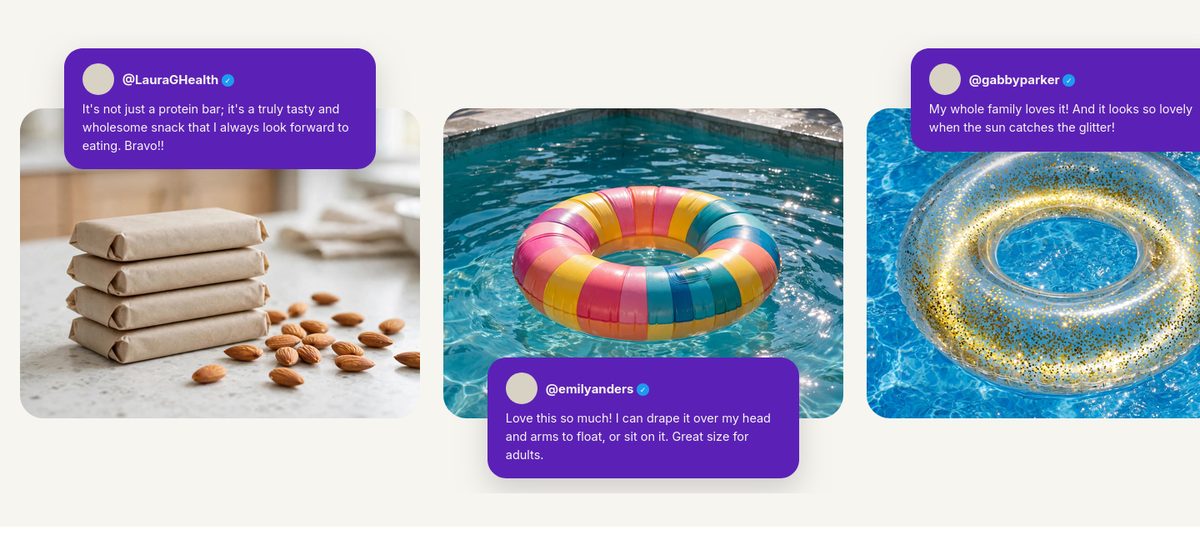 @LauraGHealth
It's not just a protein bar; it's a truly tasty and
wholesome snack that I always look forward to
eating. Bravo!!
@emilyanders
Love this so much! I can drape it over my head
and arms to float, or sit on it. Great size for
adults.
@gabbyparker
My whole family loves it! And it looks so lovely
when the sun catches the glitter!